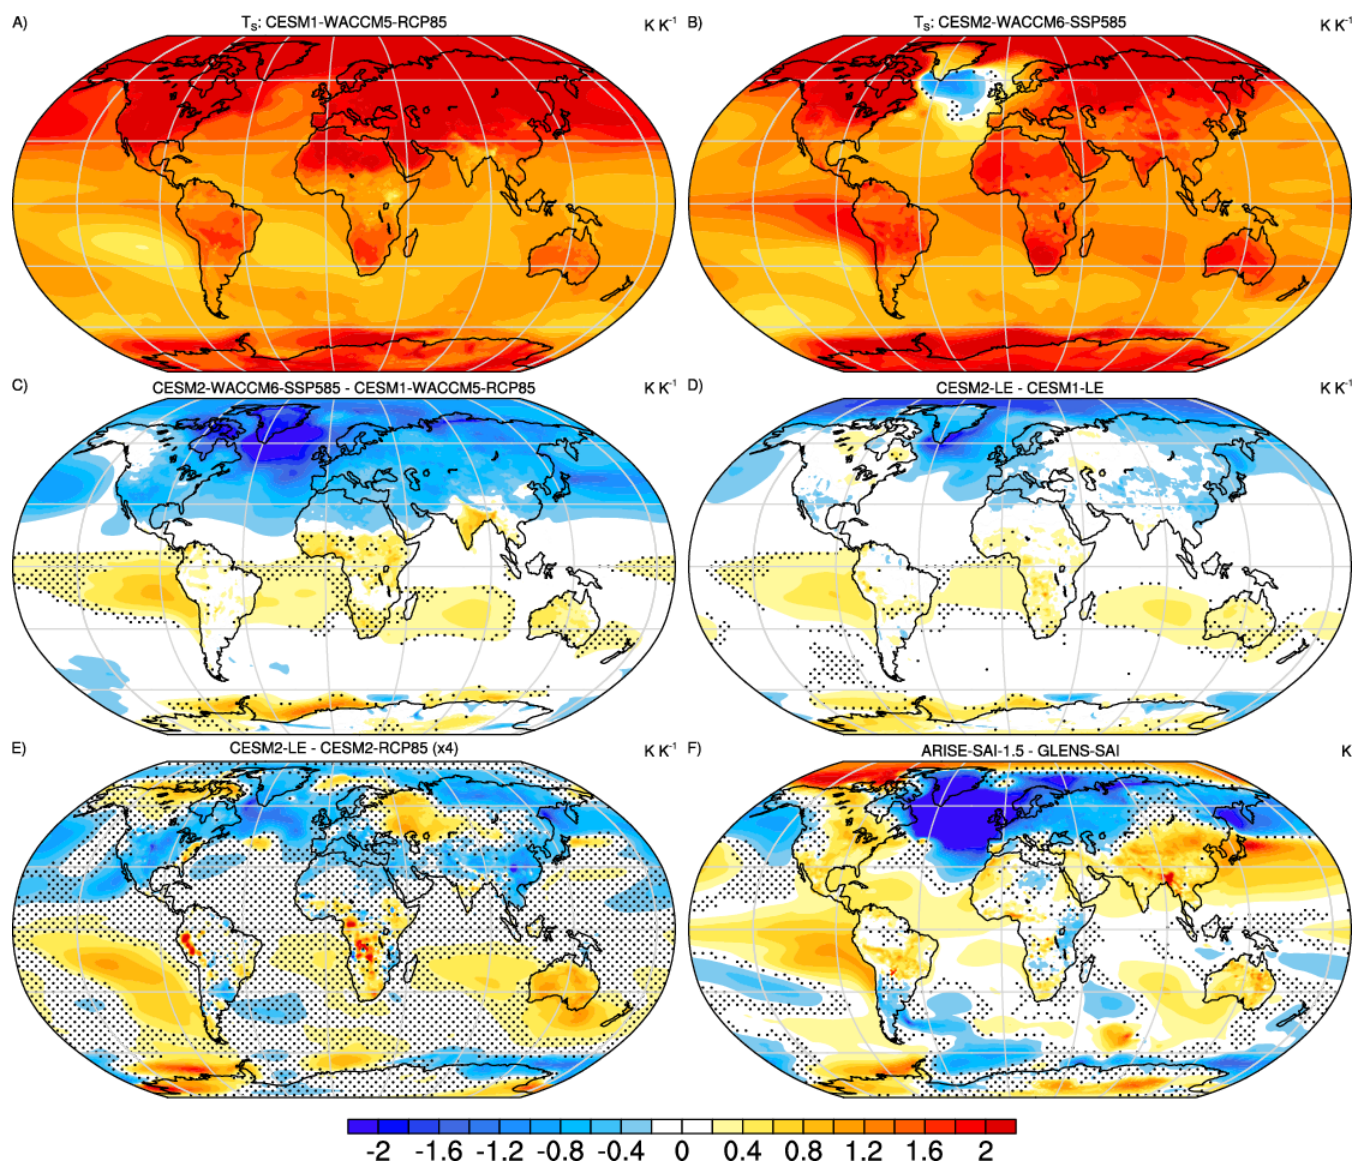 A) T_S: CESM1-WACCM5-RCP85 K K⁻¹
B) T_S: CESM2-WACCM6-SSP585 K K⁻¹
C) CESM2-WACCM6-SSP585 - CESM1-WACCM5-RCP85 K K⁻¹
D) CESM2-LE - CESM1-LE K K⁻¹
E) CESM2-LE - CESM2-RCP85 (x4) K K⁻¹
F) ARISE-SAI-1.5 - GLENS-SAI K
-2 -1.6 -1.2 -0.8 -0.4 0 0.4 0.8 1.2 1.6 2